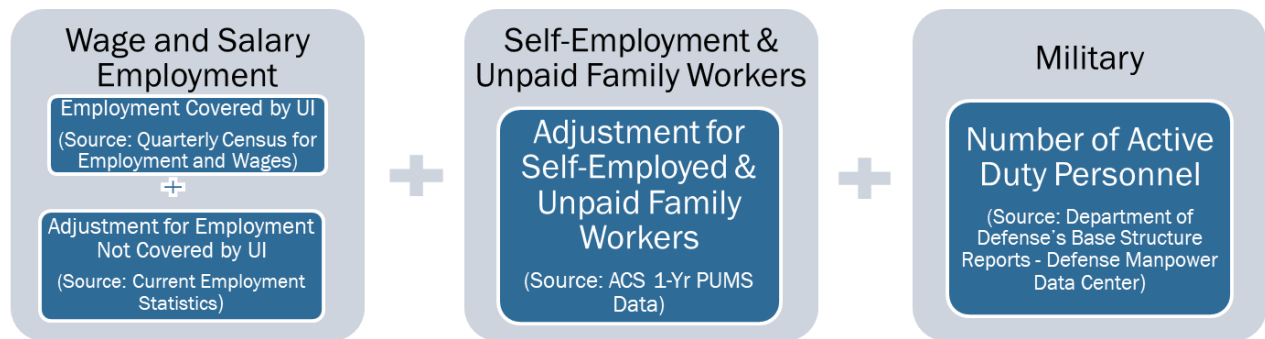 Wage and Salary
Employment
Employment Covered by UI
(Source: Quarterly Census for
Employment and Wages)
+
Adjustment for Employment
Not Covered by UI
(Source: Current Employment
Statistics)
+
Self-Employment &
Unpaid Family Workers
Adjustment for
Self-Employed &
Unpaid Family
Workers
(Source: ACS 1-Yr PUMS
Data)
+
Military
Number of Active
Duty Personnel
(Source: Department of
Defense’s Base Structure
Reports - Defense Manpower
Data Center)